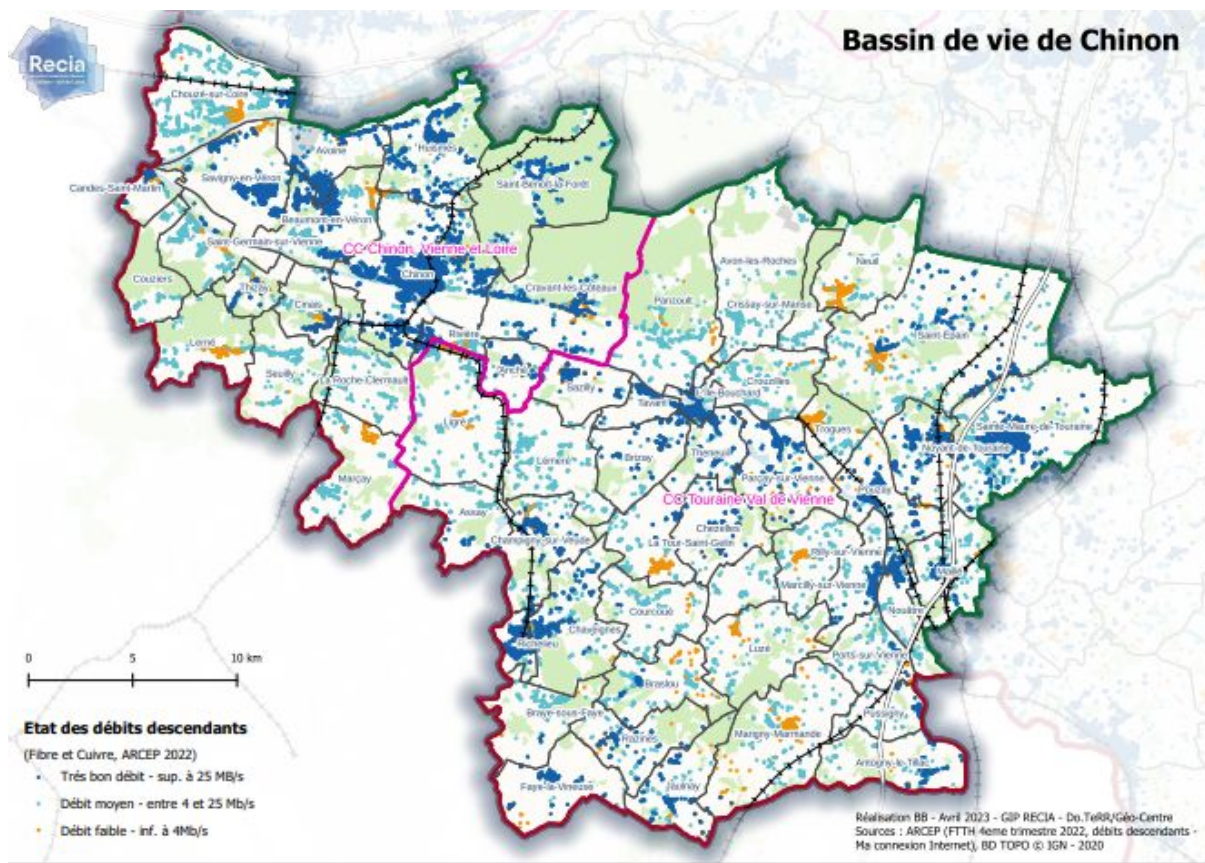 Bassin de vie de Chinon
Recia
Chouzé-sur-Loire
Avoine
Huismes
Savigny-en-Véron
Candes-Saint-Martin
Saint-Benoît-la-Forêt
Beaumont-en-Véron
Saint-Germain-sur-Vienne
CC Chinon, Vienne et Loire
Couziers
Chinon
Thizay
Cravant-les-Côteaux
Cinais
Avon-les-Roches
Neuil
Panzoult
Crissay-sur-Manse
Saint-Epain
Lerné
Rivière
Seuilly
La Roche-Clermault
Anché
Sazilly
Crouzilles
L'Île-Bouchard
Tavant
Ligré
Trogues
Sainte-Maure-de-Touraine
Noyant-de-Touraine
Lémeré
Brizay
Theneuil
Parçay-sur-Vienne
Marçay
Pouzay
CC Touraine Val de Vienne
Assay
Chezelles
Champigny-sur-Veude
La Tour-Saint-Gelin
Rilly-sur-Vienne
Maillé
Marcilly-sur-Vienne
Courcoué
Nouâtre
Chaveignes
Richelieu
Luzé
Ports-sur-Vienne
Braslou
Braye-sous-Faye
Pussigny
Razines
Marigny-Marmande
Antogny-le-Tillac
Faye-la-Vineuse
Jaulnay
0 5 10 km
Etat des débits descendants
(Fibre et Cuivre, ARCEP 2022)
Trés bon débit - sup. à 25 MB/s
Débit moyen - entre 4 et 25 Mb/s
Débit faible - inf. à 4Mb/s
Réalisation BB - Avril 2023 - GIP RECIA - Do.TeRR/Géo-Centre
Sources : ARCEP (FTTH 4eme trimestre 2022, débits descendants -
Ma connexion Internet), BD TOPO © IGN - 2020